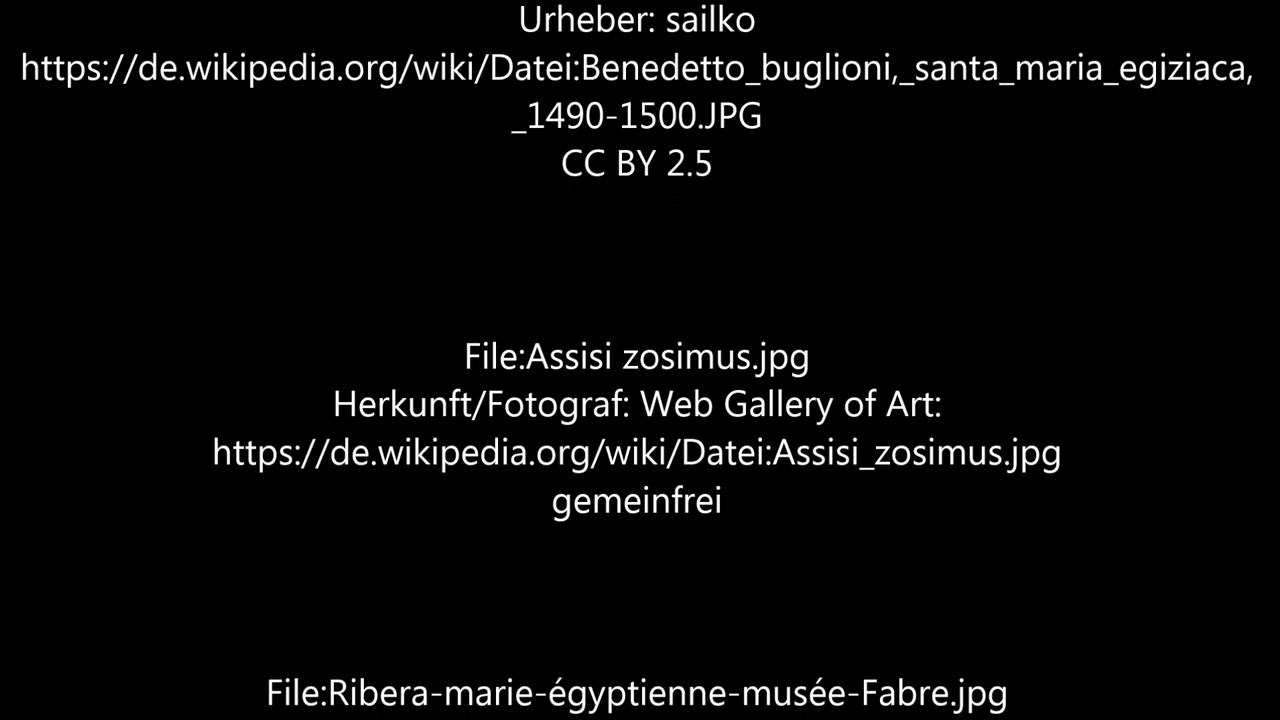 Urheber: sailko
https://de.wikipedia.org/wiki/Datei:Benedetto_buglioni,_santa_maria_egiziaca,
_1490-1500.JPG
CC BY 2.5
File:Assisi zosimus.jpg
Herkunft/Fotograf: Web Gallery of Art:
https://de.wikipedia.org/wiki/Datei:Assisi_zosimus.jpg
gemeinfrei
File:Ribera-marie-égyptienne-musée-Fabre.jpg